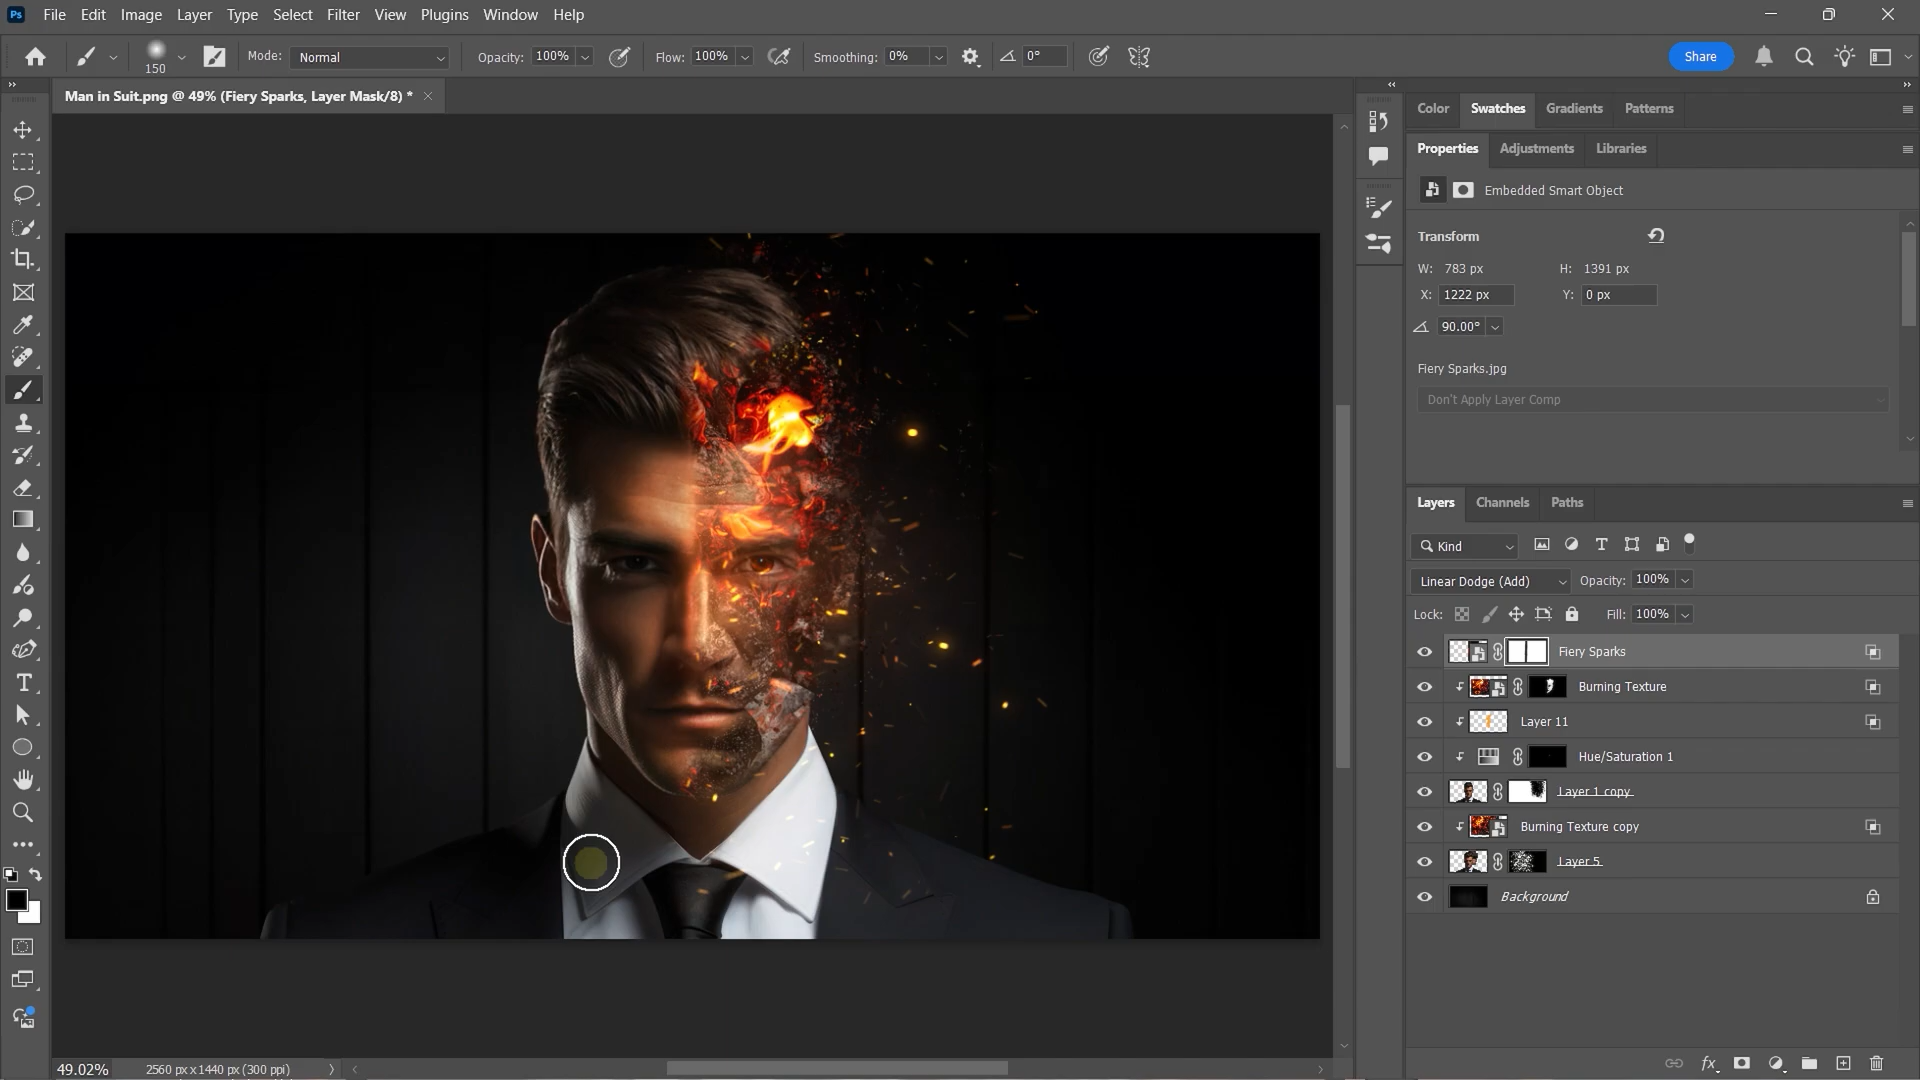 Ps File Edit Image Layer Type Select Filter View Plugins Window Help
150 Mode: Normal Opacity: 100% Flow: 100% Smoothing: 0% 0° Share
Man in Suit.png @ 49% (Fiery Sparks, Layer Mask/8) *
Color Swatches Gradients Patterns
Properties Adjustments Libraries
Embedded Smart Object
Transform
W: 783 px H: 1391 px
X: 1222 px Y: 0 px
90.00°
Fiery Sparks.jpg
Don't Apply Layer Comp
Layers Channels Paths
Kind
Linear Dodge (Add) Opacity: 100%
Lock: Fill: 100%
Fiery Sparks
Burning Texture
Layer 11
Hue/Saturation 1
Layer 1 copy
Burning Texture copy
Layer 5
Background
fx
49.02% 2560 px x 1440 px (300 ppi)